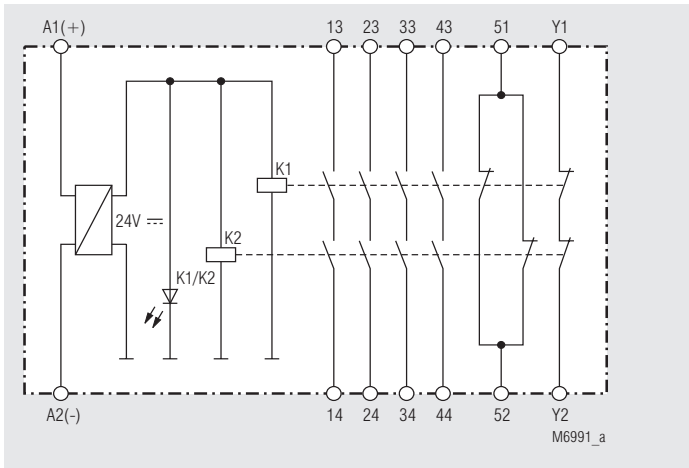 A1(+) 13 23 33 43 51 Y1
K1
24V
K2
K1/K2
A2(-) 14 24 34 44 52 Y2
M6991_a